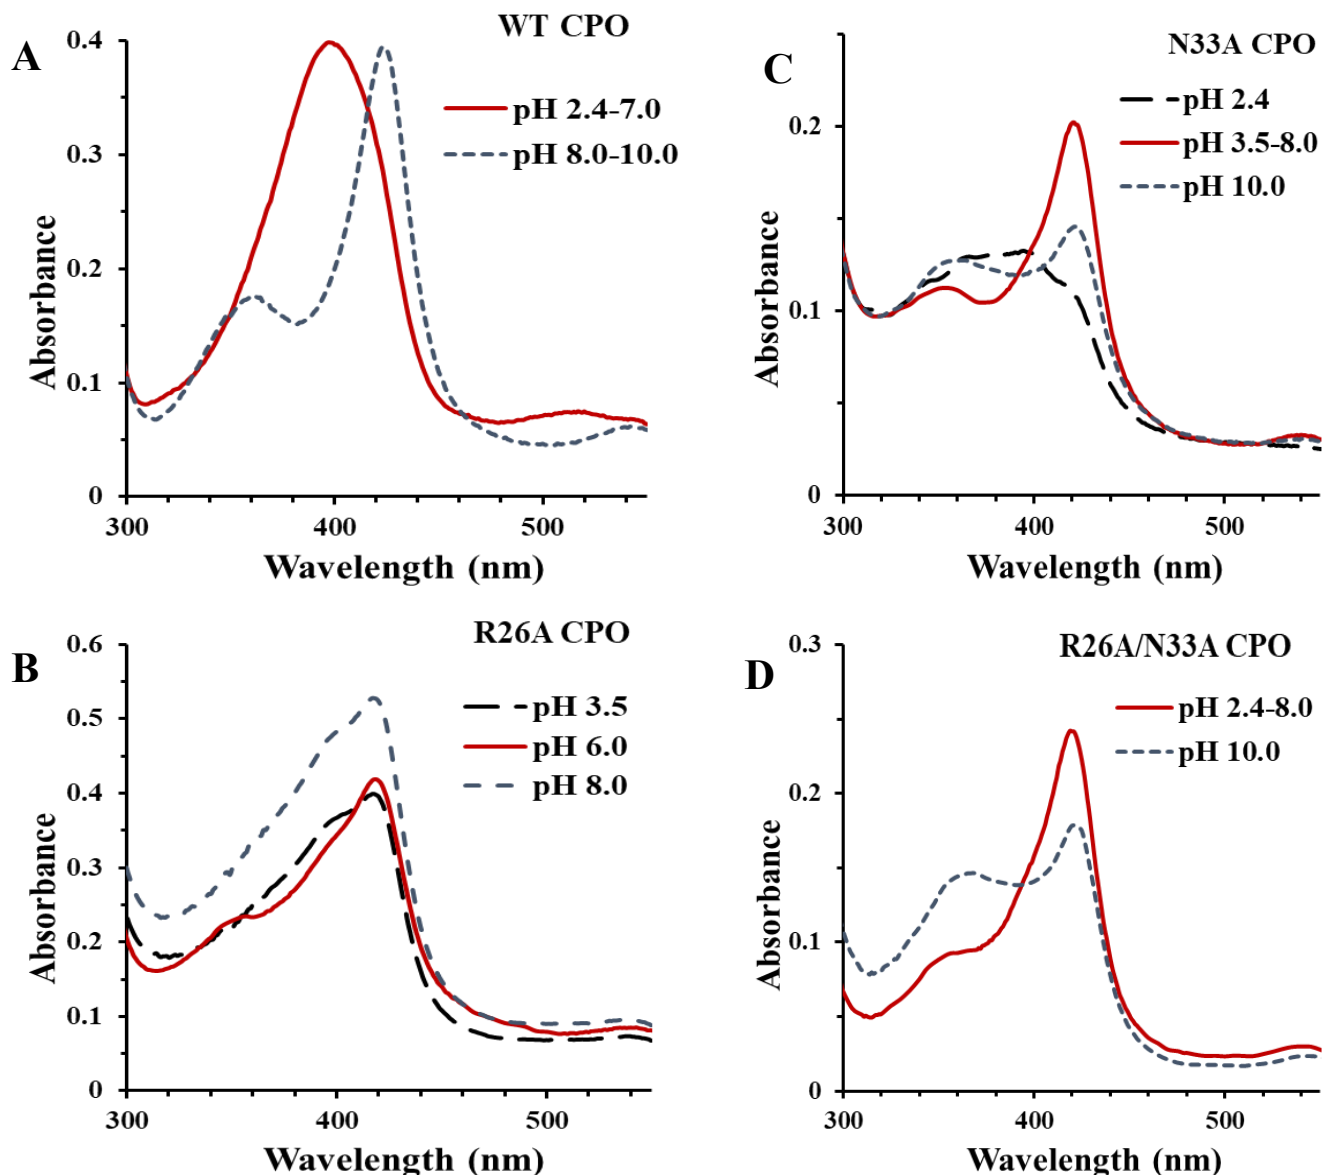 A
WT CPO
pH 2.4-7.0
pH 8.0-10.0
0.4
0.3
0.2
0.1
0
Absorbance
300
400
500
Wavelength (nm)
C
N33A CPO
pH 2.4
pH 3.5-8.0
pH 10.0
0.2
0.1
0
Absorbance
300
400
500
Wavelength (nm)
B
R26A CPO
pH 3.5
pH 6.0
pH 8.0
0.6
0.5
0.4
0.3
0.2
0.1
0
Absorbance
300
400
500
Wavelength (nm)
D
R26A/N33A CPO
pH 2.4-8.0
pH 10.0
0.3
0.2
0.1
0
Absorbance
300
400
500
Wavelength (nm)